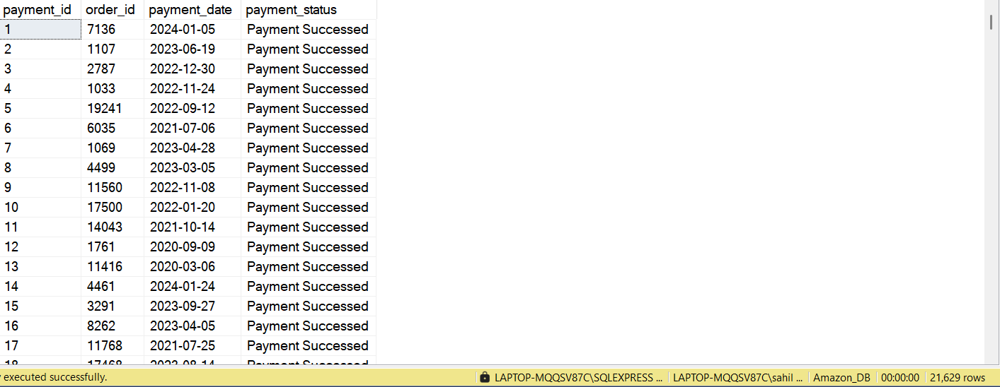 payment_id order_id payment_date payment_status
1 7136 2024-01-05 Payment Successed
2 1107 2023-06-19 Payment Successed
3 2787 2022-12-30 Payment Successed
4 1033 2022-11-24 Payment Successed
5 19241 2022-09-12 Payment Successed
6 6035 2021-07-06 Payment Successed
7 1069 2023-04-28 Payment Successed
8 4499 2023-03-05 Payment Successed
9 11560 2022-11-08 Payment Successed
10 17500 2022-01-20 Payment Successed
11 14043 2021-10-14 Payment Successed
12 1761 2020-09-09 Payment Successed
13 11416 2020-03-06 Payment Successed
14 4461 2024-01-24 Payment Successed
15 3291 2023-09-27 Payment Successed
16 8262 2023-04-05 Payment Successed
17 11768 2021-07-25 Payment Successed
Payment Successed
executed successfully. LAPTOP-MQQSV87C\SQLEXPRESS ... LAPTOP-MQQSV87C\sahil ... Amazon_DB 00:00:00 21,629 rows